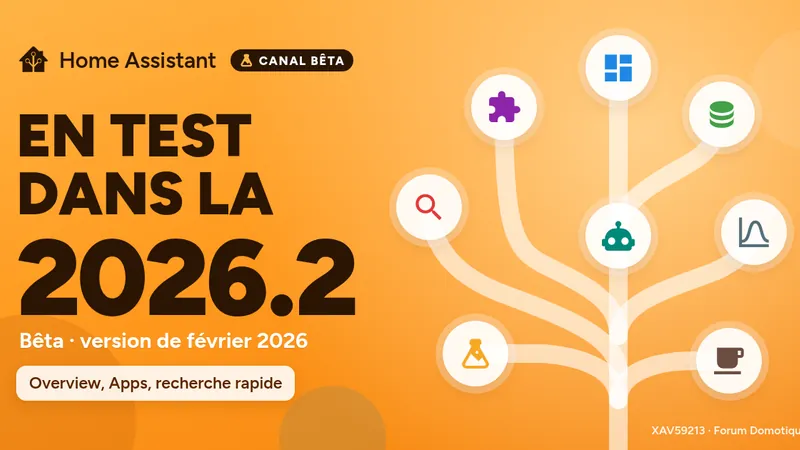 Home Assistant
CANAL BÊTA
EN TEST
DANS LA
2026.2
Bêta · version de février 2026
Overview, Apps, recherche rapide
XAV59213 · Forum